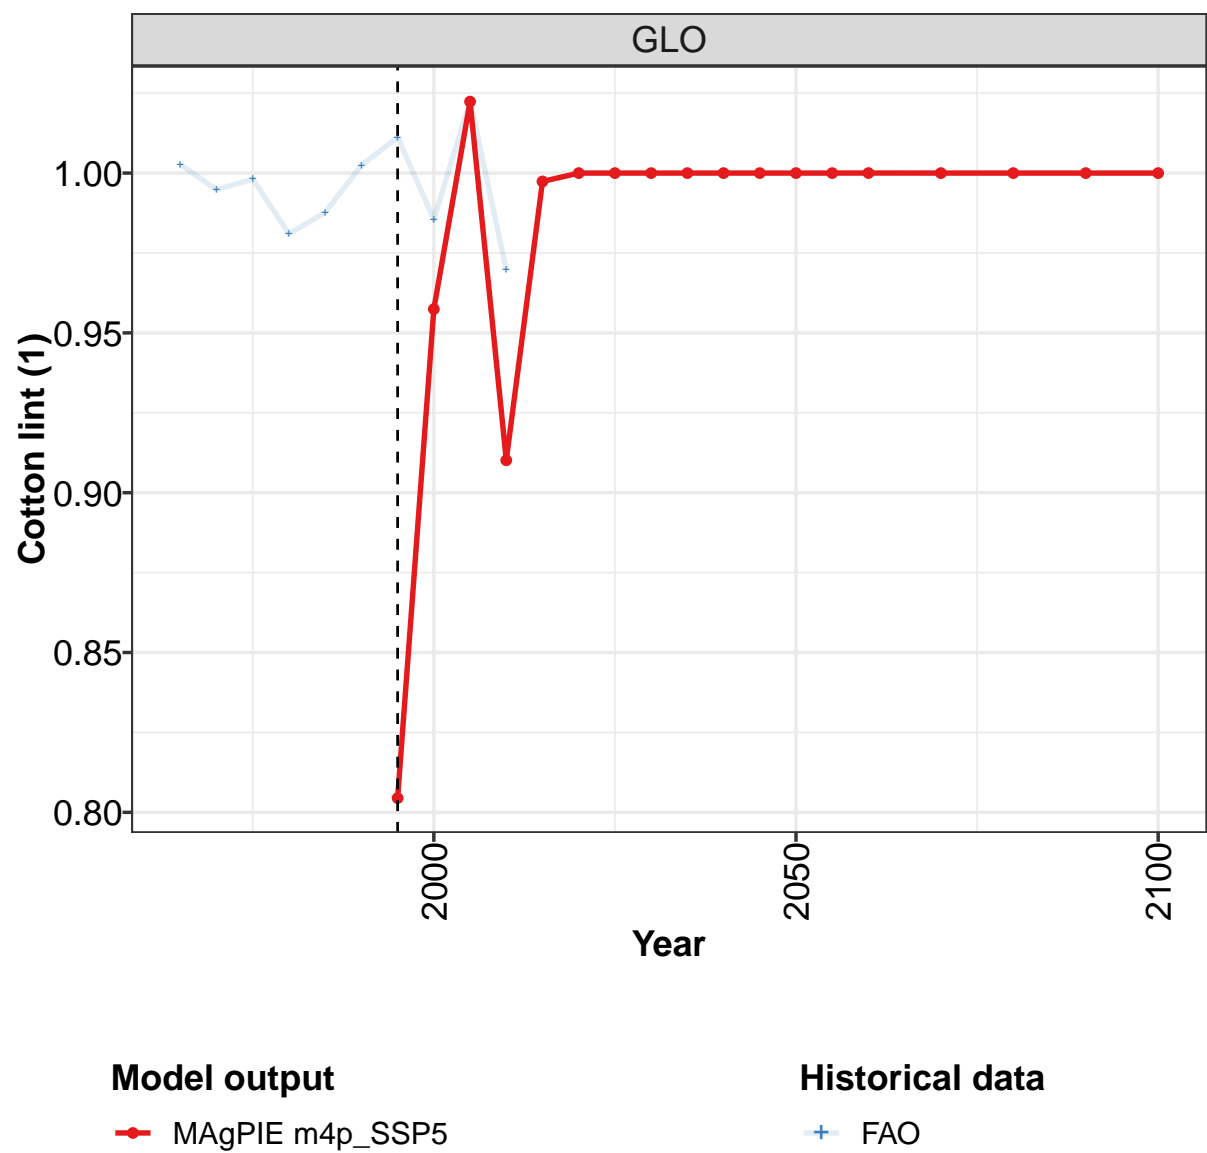 GLO
1.00
0.95
0.90
0.85
0.80
Cotton lint (1)
2000
2050
2100
Year
Model output
MAgPIE m4p_SSP5
Historical data
FAO